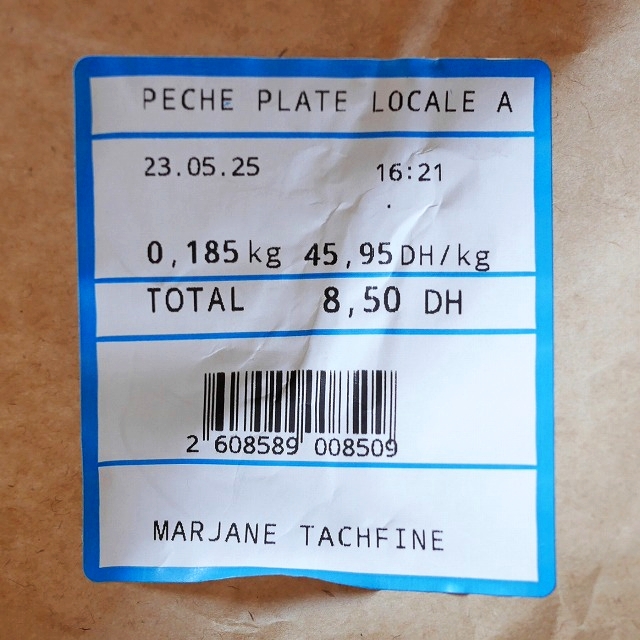 PECHE PLATE LOCALE A
23.05.25 16:21
0,185 kg 45,95 DH/kg
TOTAL 8,50 DH
2 608589 008509
MARJANE TACHFINE